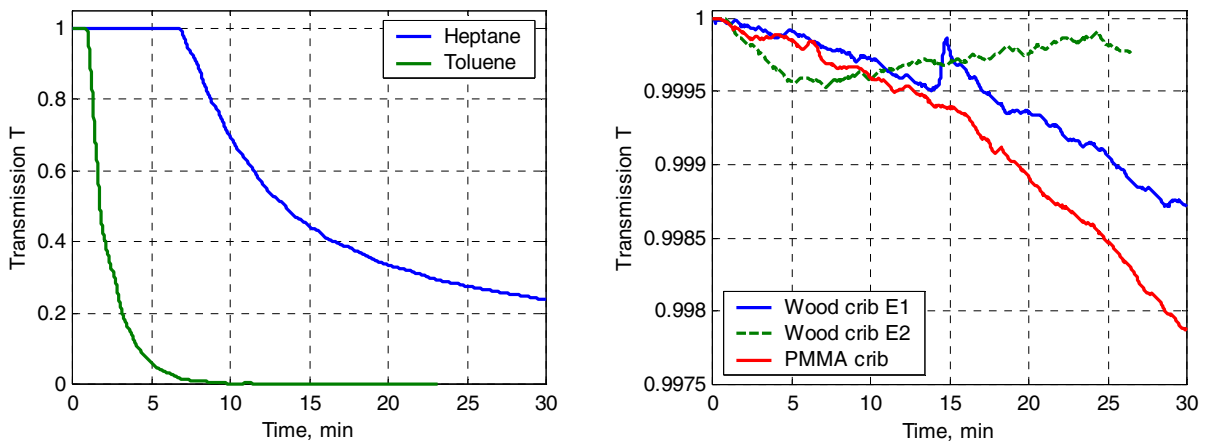 1
0.8
0.6
0.4
0.2
0
Transmission T
0 5 10 15 20 25 30
Time, min
Heptane
Toluene
1
0.9995
0.999
0.9985
0.998
0.9975
Transmission T
0 5 10 15 20 25 30
Time, min
Wood crib E1
Wood crib E2
PMMA crib